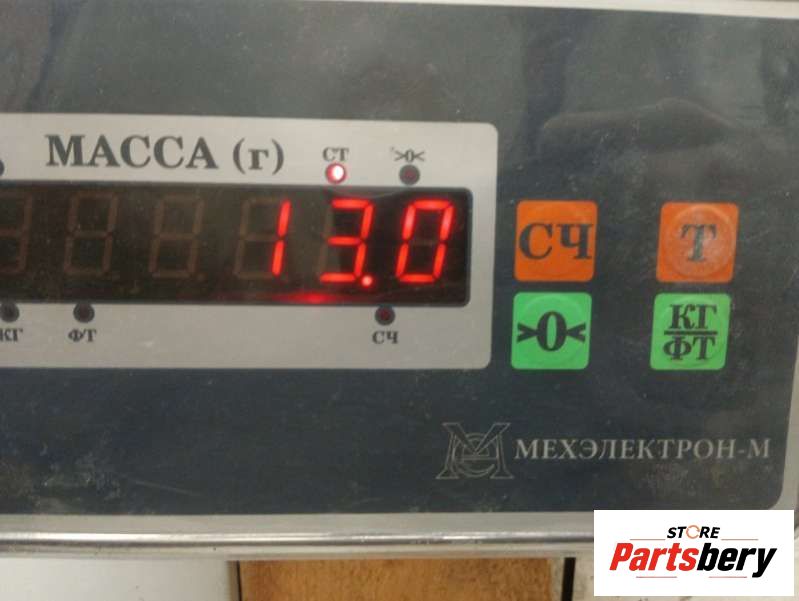 МАССА (г)
СТ
>0<
13.0
КГ
ФТ
СЧ
СЧ
Т
>0<
КГ
ФТ
МЕХЭЛЕКТРОН-М
STORE
Partsbery